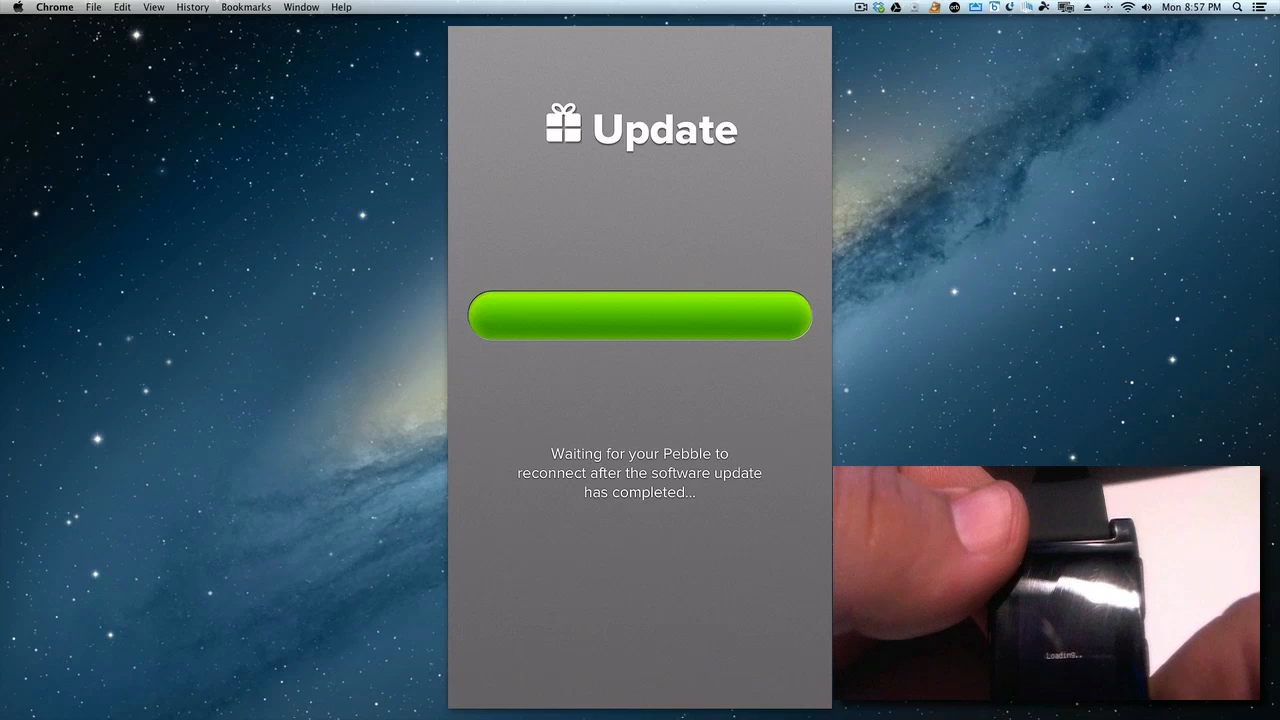 Chrome File Edit View History Bookmarks Window Help
Mon 8:57 PM
Update
Waiting for your Pebble to
reconnect after the software update
has completed...
Loading..